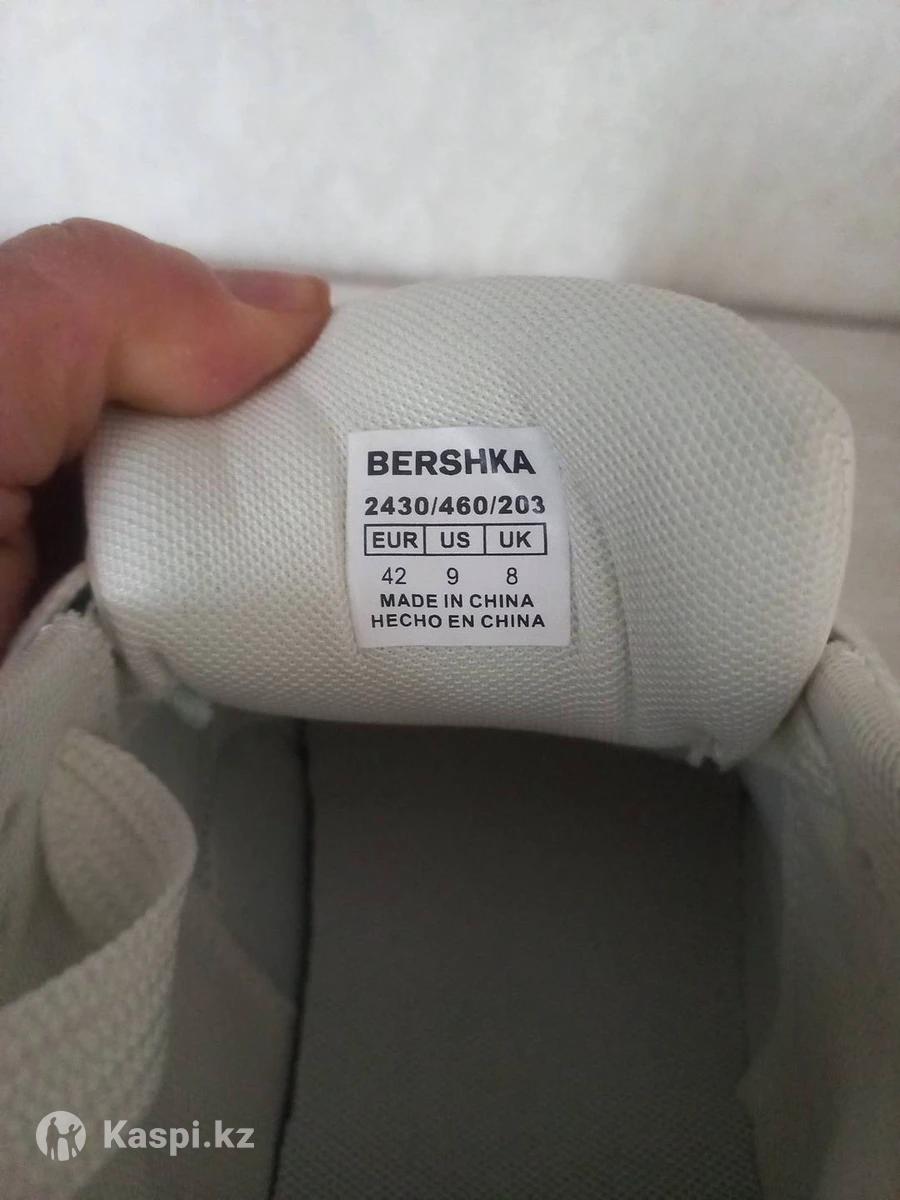 BERSHKA
2430/460/203
EUR US UK
42 9 8
MADE IN CHINA
HECHO EN CHINA
Kaspi.kz